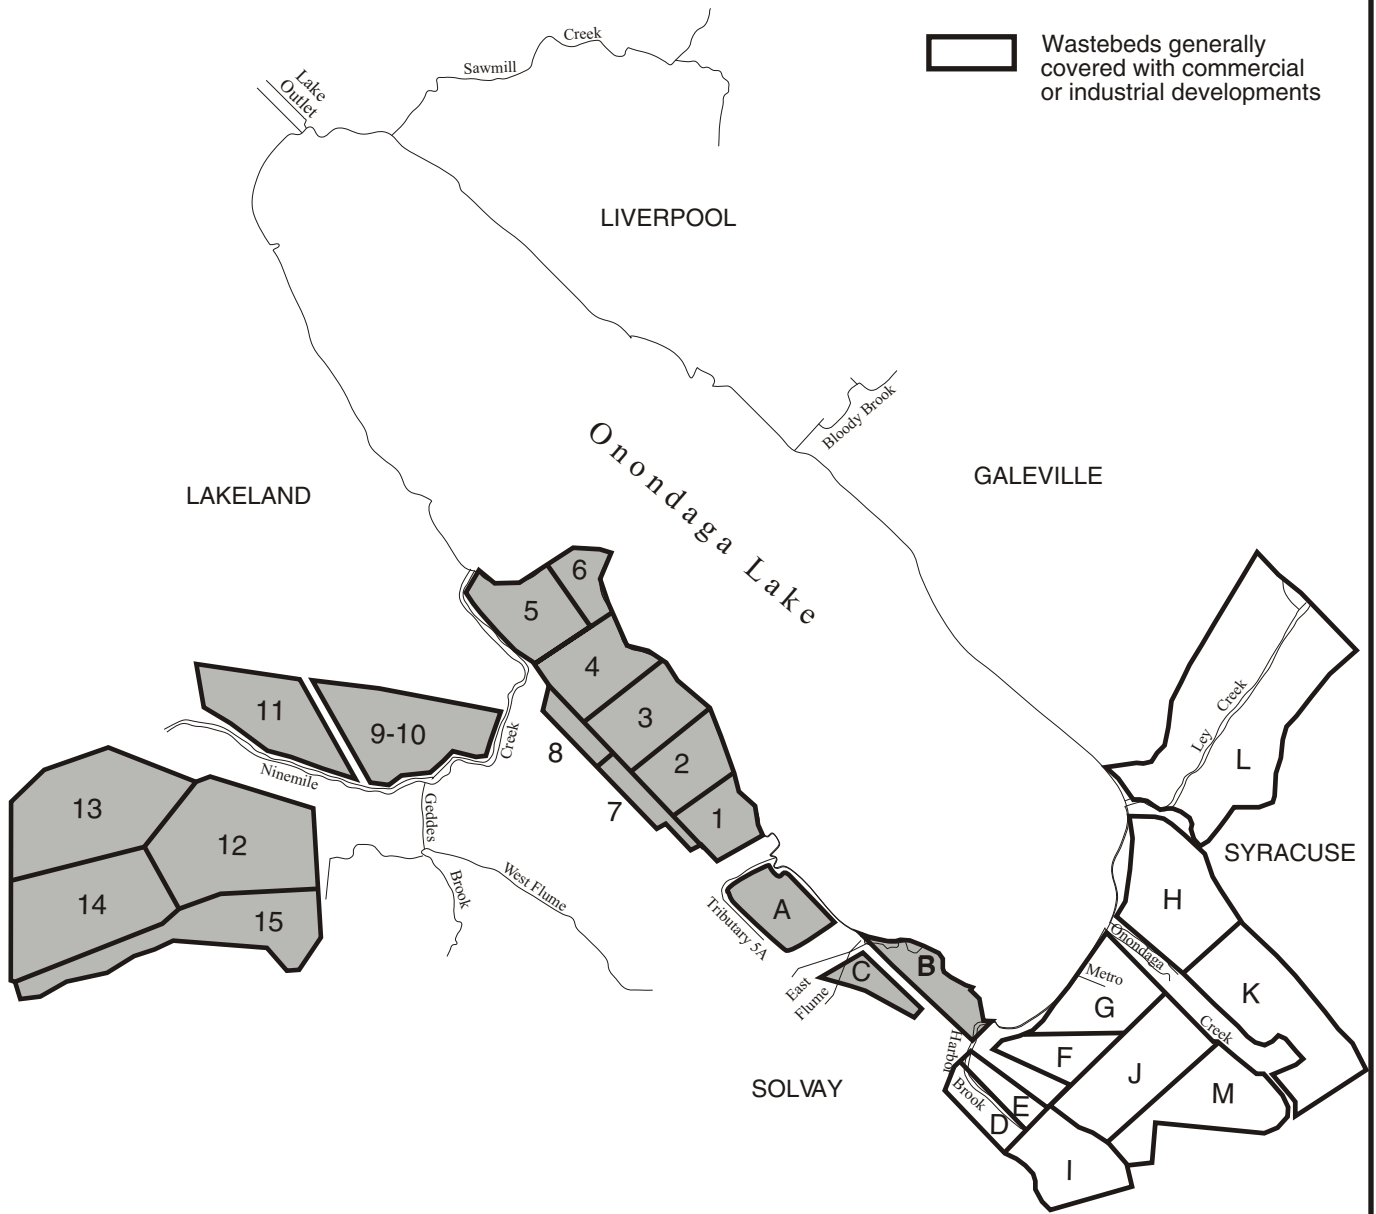 Wastebeds generally
covered with commercial
or industrial developments
Creek
Sawmill
Lake
Outlet
LIVERPOOL
Bloody Brook
Onondaga Lake
GALEVILLE
LAKELAND
6
5
4
3
2
1
8
7
11
9-10
Creek
Ninemile
Geddes
Brook
West Flume
13
12
14
15
Ley Creek
L
SYRACUSE
A
Tributary 5A
B
C
East
Flume
H
Onondaga
Creek
Metro
G
K
F
J
M
Harbor
Brook
E
D
I
SOLVAY